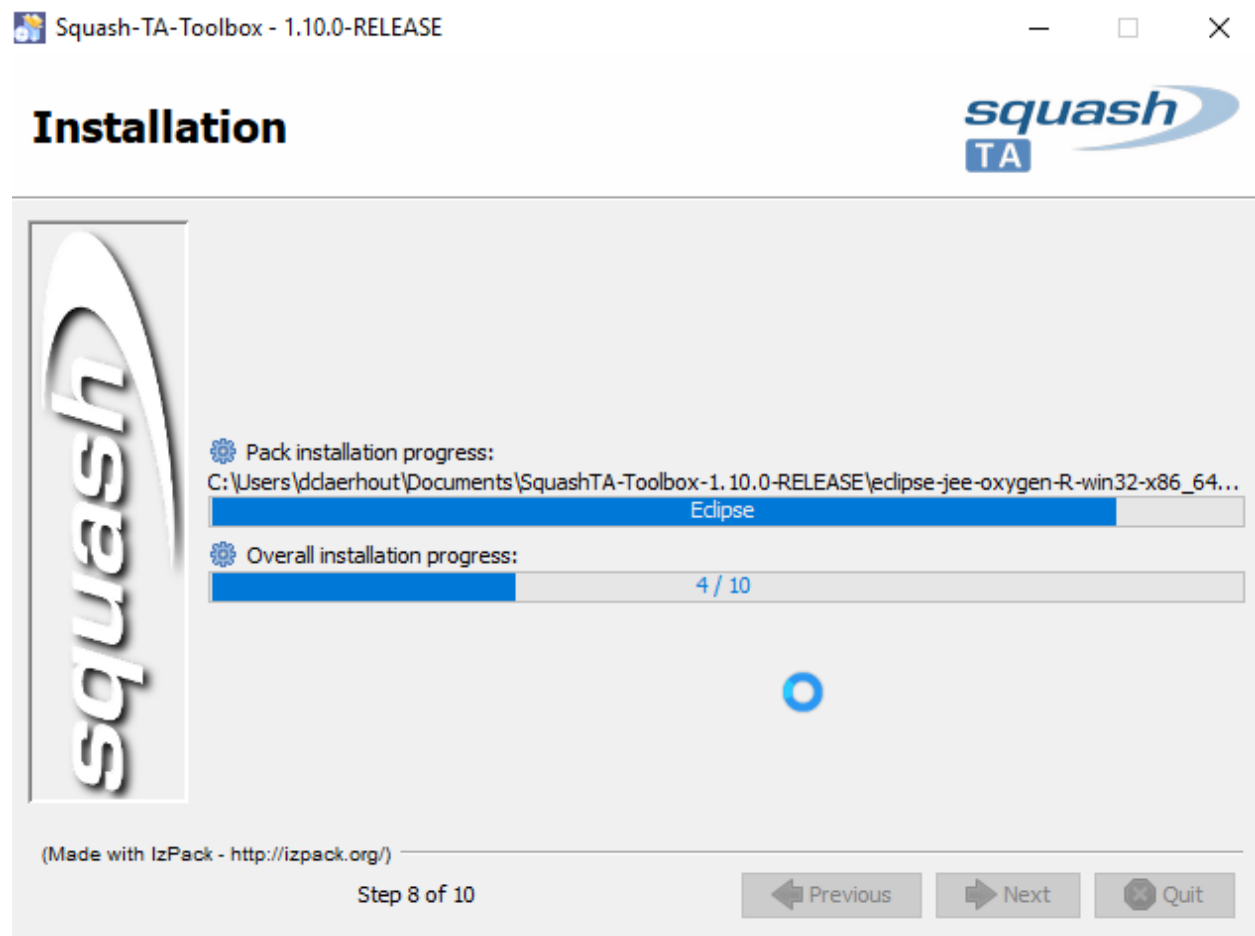 Squash-TA-Toolbox - 1.10.0-RELEASE
Installation
squash
TA
squash
Pack installation progress:
C:\Users\dclaerhout\Documents\SquashTA-Toolbox-1.10.0-RELEASE\eclipse-jee-oxygen-R-win32-x86_64...
Eclipse
Overall installation progress:
4 / 10
(Made with IzPack - http://izpack.org/)
Step 8 of 10
Previous
Next
Quit